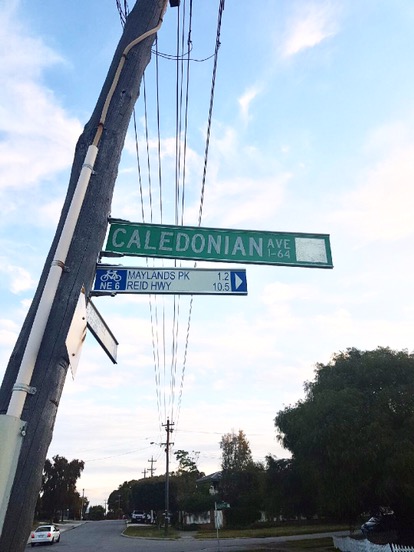 CALEDONIAN AVE
1-64
NE 6
MAYLANDS PK 1.2
REID HWY 10.5